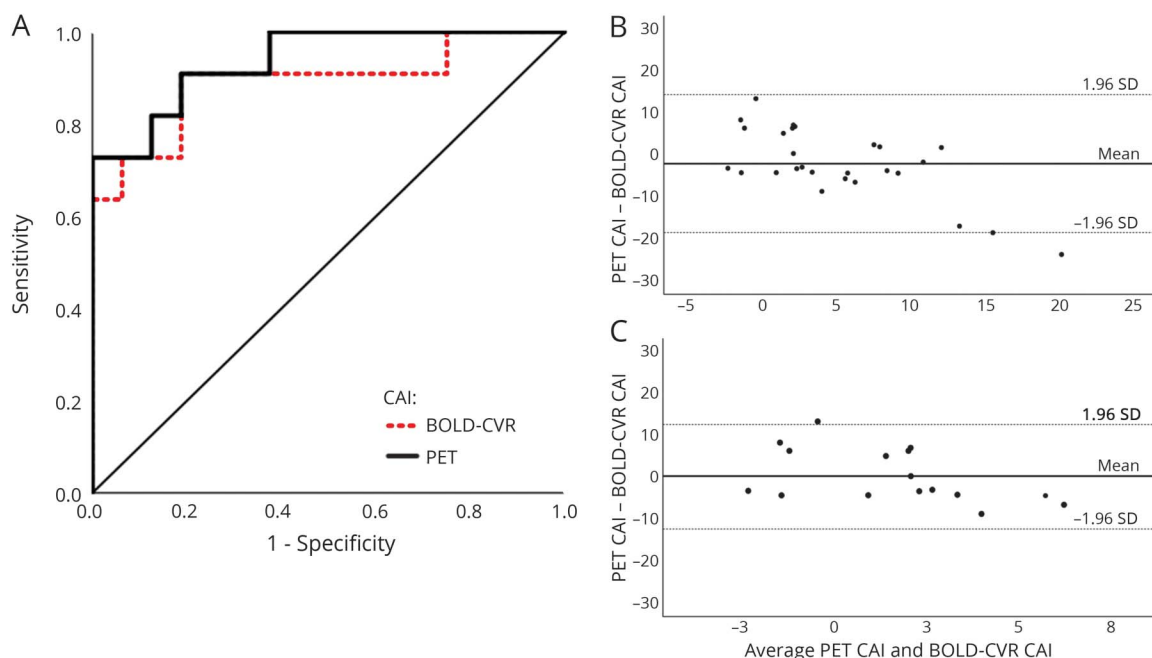 A
1.0
0.8
0.6
0.4
0.2
0.0
Sensitivity
0.0 0.2 0.4 0.6 0.8 1.0
1 - Specificity
CAI:
BOLD-CVR
PET
B
30
20
10
0
–10
–20
–30
PET CAI – BOLD-CVR CAI
1.96 SD
Mean
–1.96 SD
–5 0 5 10 15 20 25
C
30
20
10
0
–10
–20
–30
PET CAI – BOLD-CVR CAI
1.96 SD
Mean
–1.96 SD
–3 0 3 5 8
Average PET CAI and BOLD-CVR CAI